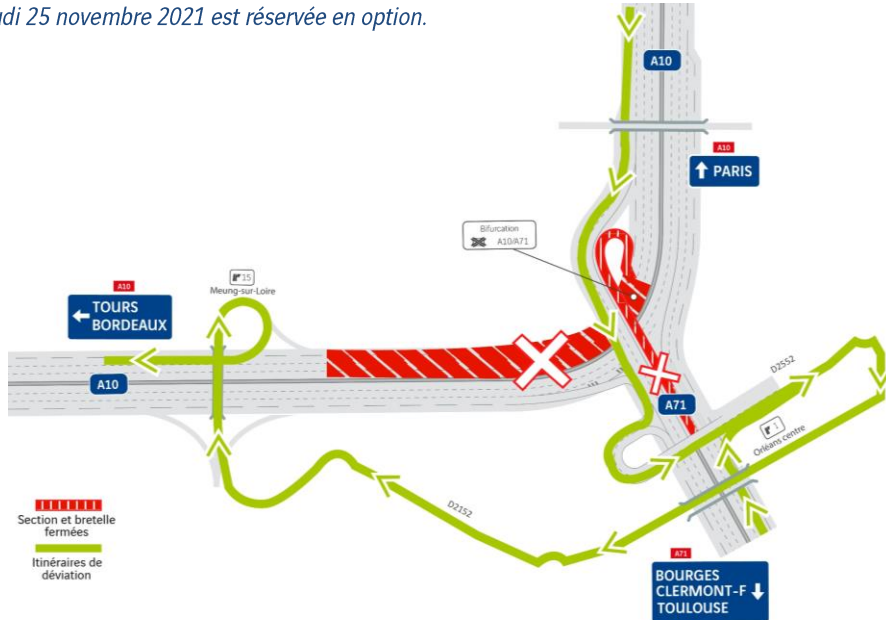 di 25 novembre 2021 est réservée en option.
A10
A10
PARIS
Bifurcation
A10/A71
15
Meung-sur-Loire
A10
TOURS
BORDEAUX
A10
D2552
A71
1
Orléans centre
D2152
Section et bretelle
fermées
Itinéraires de
déviation
A71
BOURGES
CLERMONT-F
TOULOUSE